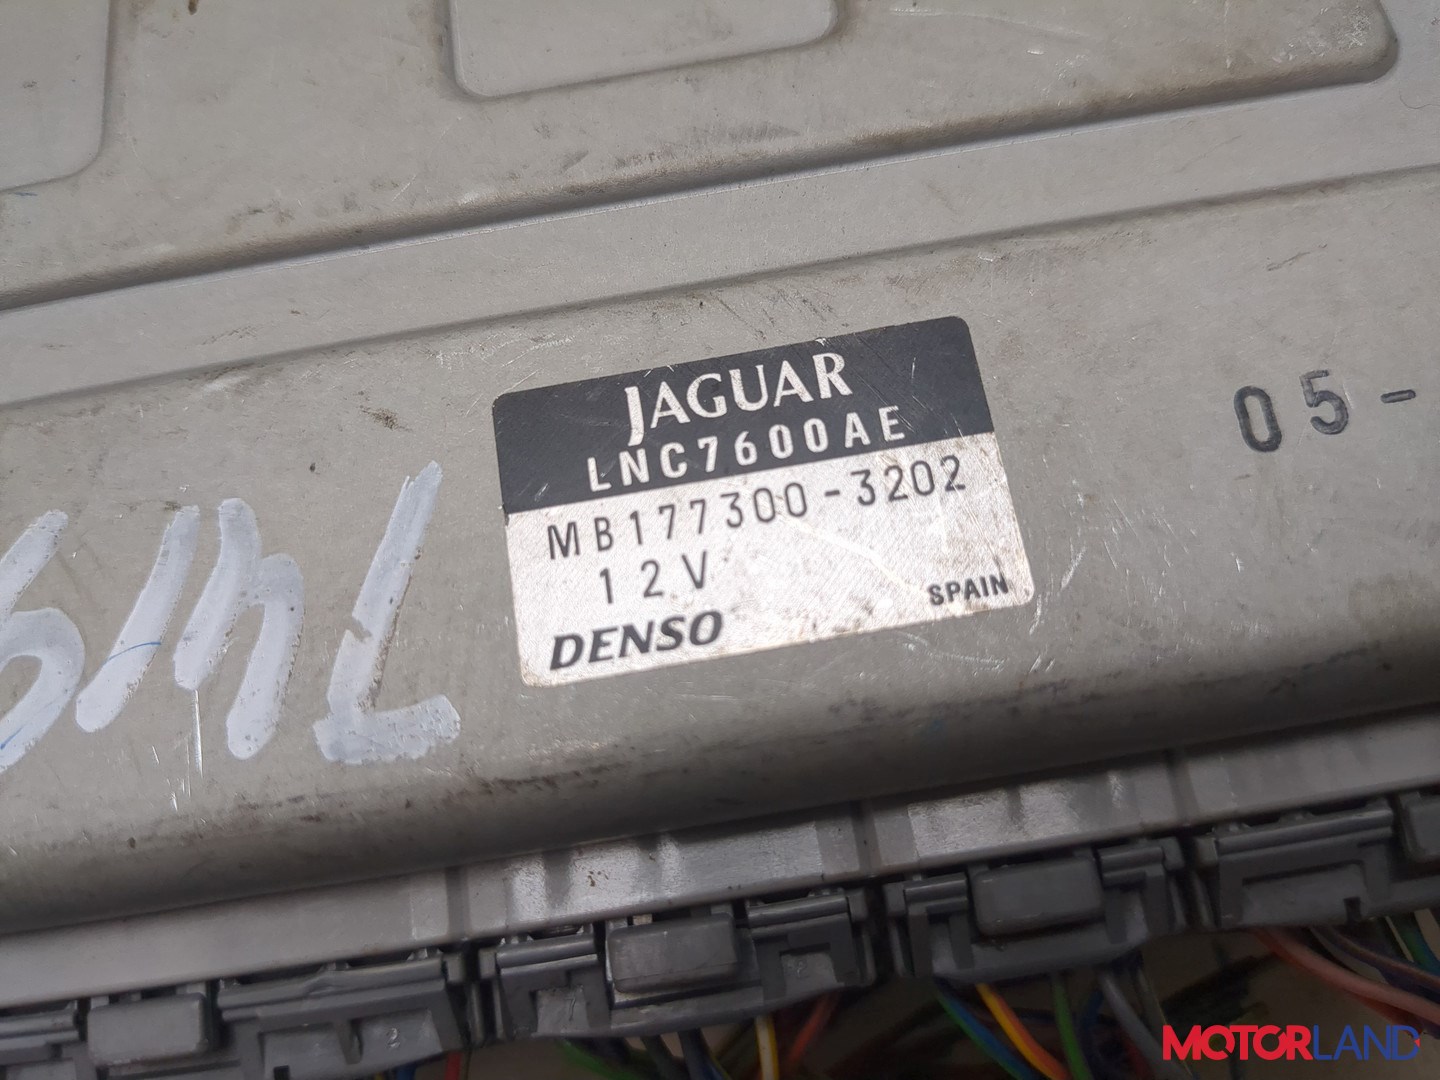 JAGUAR
LNC7600AE
MB177300-3202
12V
SPAIN
DENSO
05-
MOTORLAND